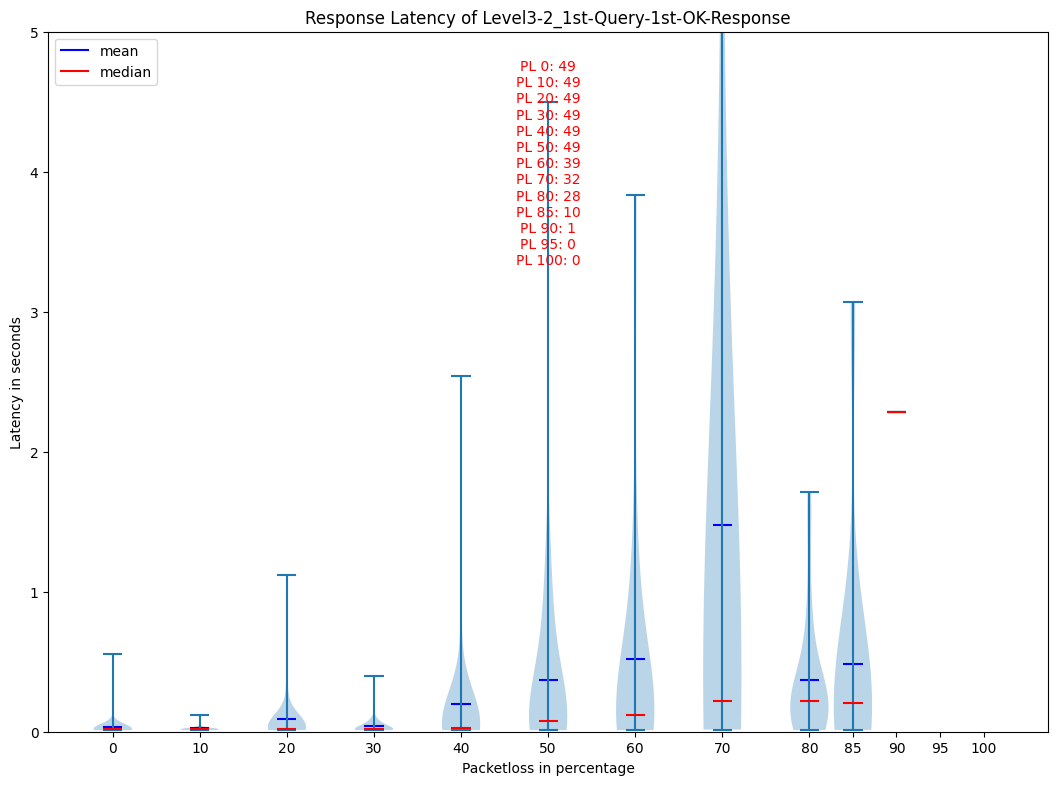 Response Latency of Level3-2_1st-Query-1st-OK-Response
mean
median
PL 0: 49
PL 10: 49
PL 20: 49
PL 30: 49
PL 40: 49
PL 50: 49
PL 60: 39
PL 70: 32
PL 80: 28
PL 85: 10
PL 90: 1
PL 95: 0
PL 100: 0
Latency in seconds
5
4
3
2
1
0
0 10 20 30 40 50 60 70 80 85 90 95 100
Packetloss in percentage